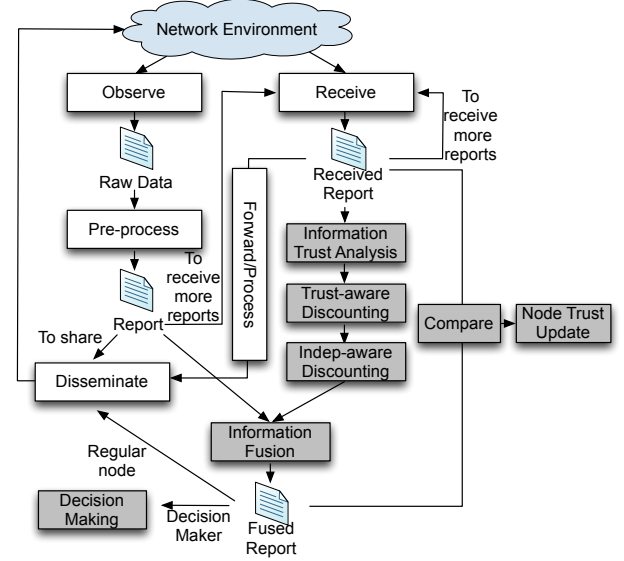 Network Environment
Observe
Receive
To
receive
more
reports
Raw Data
Received
Report
Pre-process
Forward/Process
Information
Trust Analysis
To
receive
more
reports
Trust-aware
Discounting
Report
Compare
Node Trust
Update
To share
Indep-aware
Discounting
Disseminate
Information
Fusion
Regular
node
Decision
Making
Decision
Maker
Fused
Report